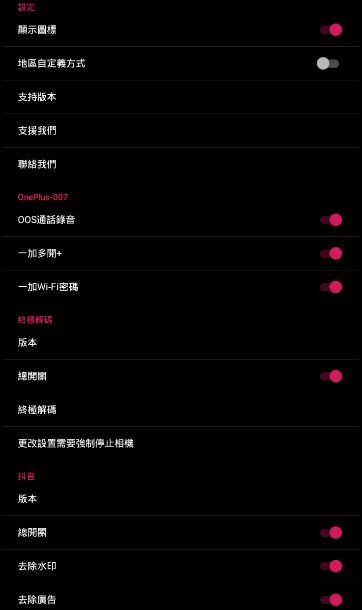 設定
顯示圖標
地區自定義方式
支持版本
支援我們
聯絡我們
OnePlus-007
OOS通話錄音
一加多開+
一加Wi-Fi密碼
終極解碼
版本
總開關
終極解碼
更改設置需要強制停止相機
抖音
版本
總開關
去除水印
去除廣告